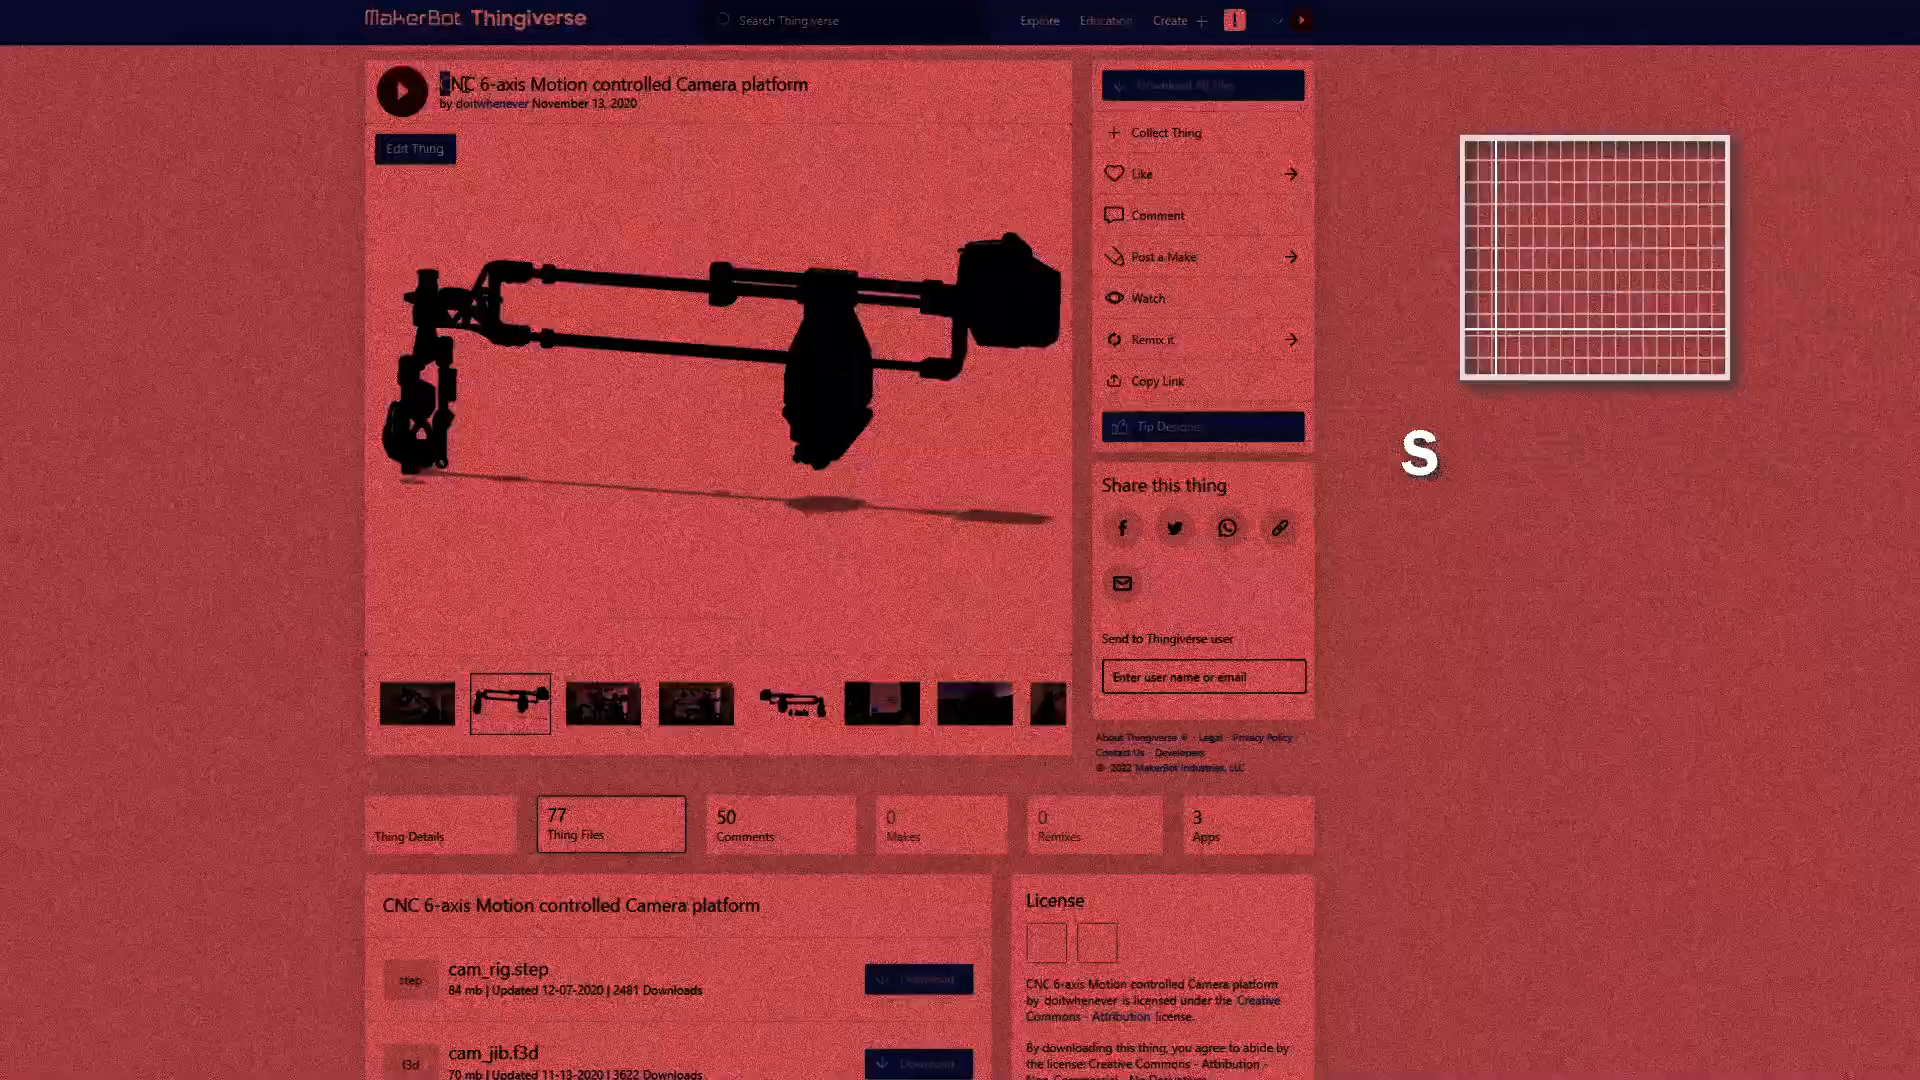 MakerBot Thingiverse
Search Thingiverse
Explore Education Create
CNC 6-axis Motion controlled Camera platform
by doitwhenever November 13, 2020
Edit Thing
Download All Files
Collect Thing
Like
Comment
Post a Make
Watch
Remix it
Copy Link
Tip Designer
S
Share this thing
Send to Thingiverse user
Enter user name or email
About Thingiverse ® · Legal · Privacy Policy ·
Contact Us · Developers
© 2022 MakerBot Industries, LLC
Thing Details
77
Thing Files
50
Comments
0
Makes
0
Remixes
3
Apps
CNC 6-axis Motion controlled Camera platform
step
cam_rig.step
84 mb | Updated 12-07-2020 | 2481 Downloads
Download
f3d
cam_jib.f3d
70 mb | Updated 11-13-2020 | 3622 Downloads
Download
License
CNC 6-axis Motion controlled Camera platform
by doitwhenever is licensed under the Creative
Commons - Attribution license.
By downloading this thing, you agree to abide by
the license: Creative Commons - Attribution -
Non-Commercial - No Derivatives